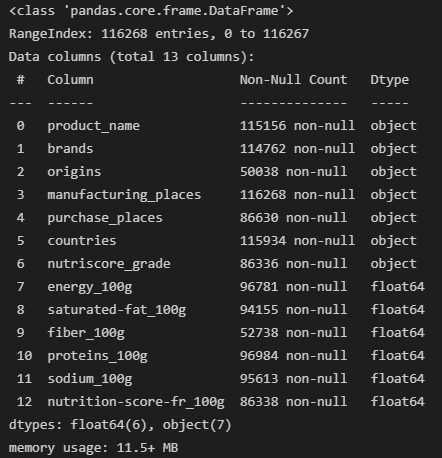 <class 'pandas.core.frame.DataFrame'>
RangeIndex: 116268 entries, 0 to 116267
Data columns (total 13 columns):
 #   Column                   Non-Null Count   Dtype
---  ------                   --------------   -----
 0   product_name             115156 non-null  object
 1   brands                   114762 non-null  object
 2   origins                  50038 non-null   object
 3   manufacturing_places     116268 non-null  object
 4   purchase_places          86630 non-null   object
 5   countries                115934 non-null  object
 6   nutriscore_grade         86336 non-null   object
 7   energy_100g              96781 non-null   float64
 8   saturated-fat_100g       94155 non-null   float64
 9   fiber_100g               52738 non-null   float64
 10  proteins_100g            96984 non-null   float64
 11  sodium_100g              95613 non-null   float64
 12  nutrition-score-fr_100g  86338 non-null   float64
dtypes: float64(6), object(7)
memory usage: 11.5+ MB